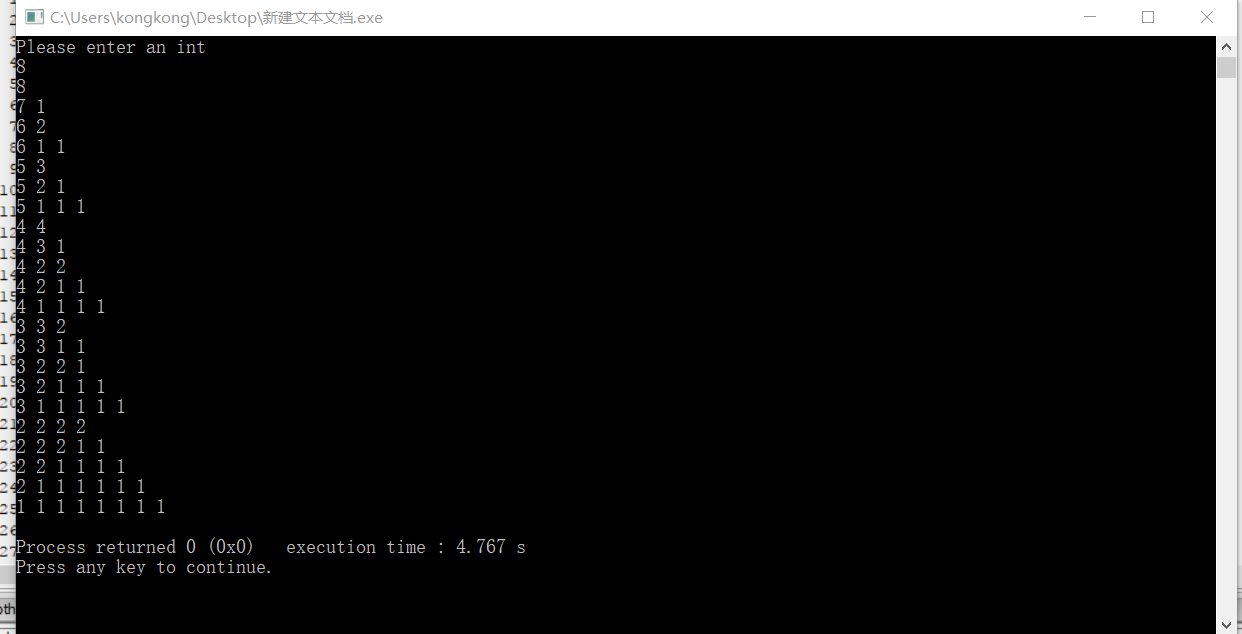 C:\Users\kongkong\Desktop\新建文本文档.exe
Please enter an int
8
8
7 1
6 2
6 1 1
5 3
5 2 1
5 1 1 1
4 4
4 3 1
4 2 2
4 2 1 1
4 1 1 1 1
3 3 2
3 3 1 1
3 2 2 1
3 2 1 1 1
3 1 1 1 1 1
2 2 2 2
2 2 2 1 1
2 2 1 1 1 1
2 1 1 1 1 1 1
1 1 1 1 1 1 1 1
Process returned 0 (0x0)   execution time : 4.767 s
Press any key to continue.